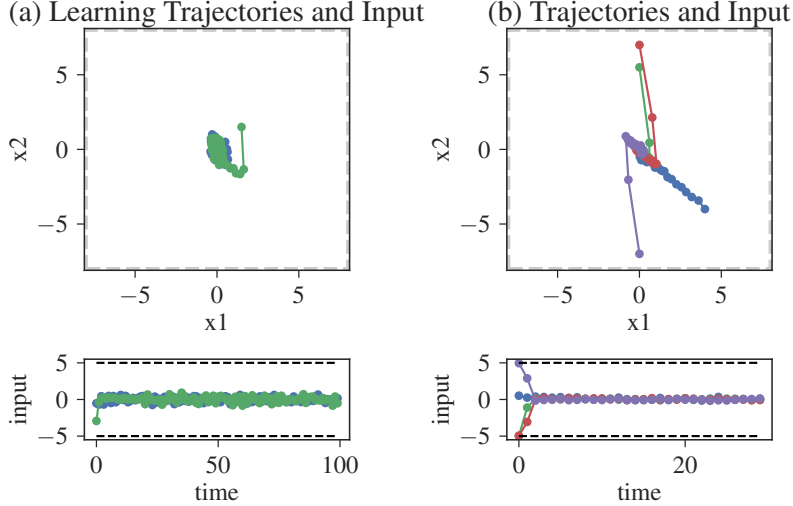 (a) Learning Trajectories and Input
(b) Trajectories and Input
5
0
−5
x2
−5 0 5
x1
5
0
−5
x2
−5 0 5
x1
5
0
−5
input
0 50 100
time
5
0
−5
input
0 20
time